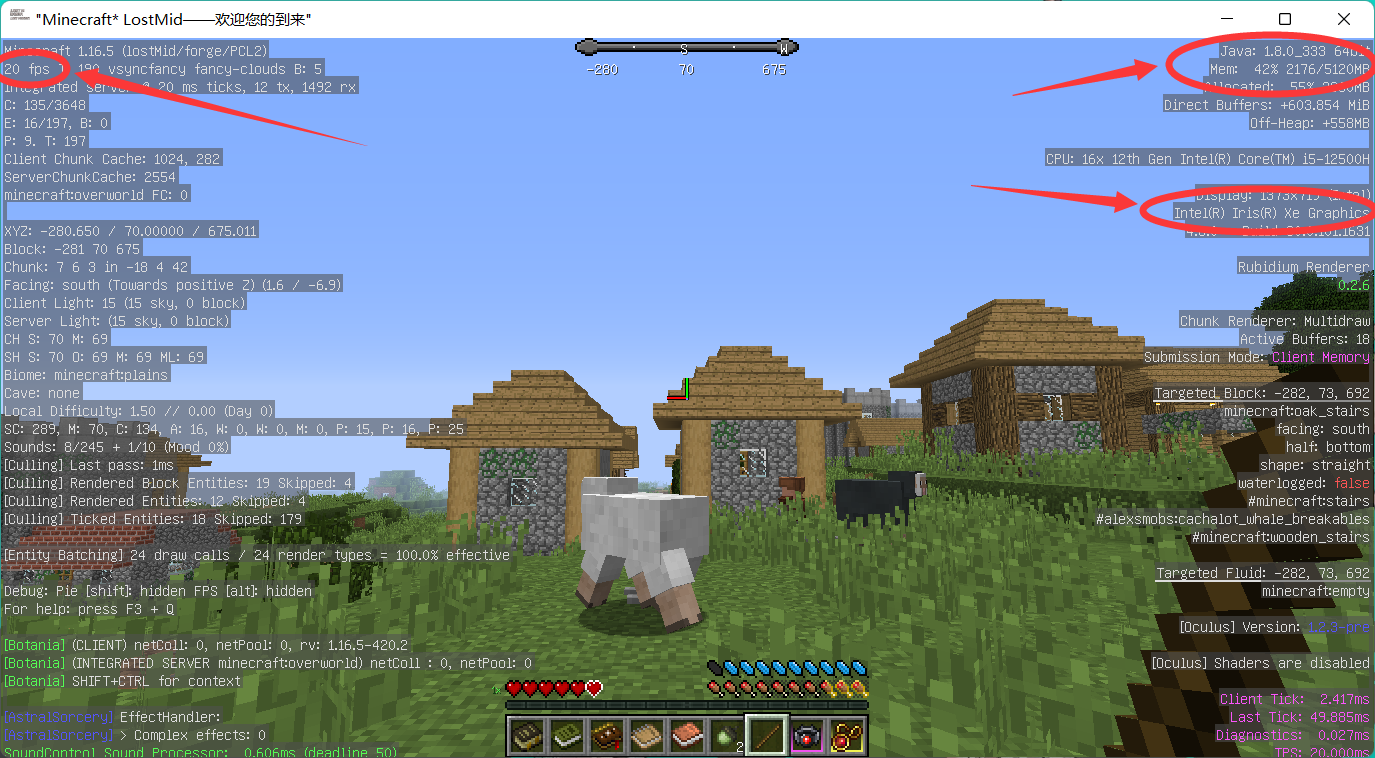 "Minecraft* LostMid——欢迎您的到来"
Minecraft 1.16.5 (lostMid/forge/PCL2)
20 fps 190 vsyncfancy fancy-clouds B: 5
Integrated server@ 20 ms ticks, 12 tx, 1492 rx
C: 135/3648
E: 16/197, B: 0
P: 9. T: 197
Client Chunk Cache: 1024, 282
ServerChunkCache: 2554
minecraft:overworld FC: 0
XYZ: -280.650 / 70.00000 / 675.011
Block: -281 70 675
Chunk: 7 6 3 in -18 4 42
Facing: south (Towards positive Z) (1.6 / -6.9)
Client Light: 15 (15 sky, 0 block)
Server Light: (15 sky, 0 block)
CH S: 70 M: 69
SH S: 70 O: 69 M: 69 ML: 69
Biome: minecraft:plains
Cave: none
Local Difficulty: 1.50 // 0.00 (Day 0)
SC: 289, M: 70, C: 134, A: 16, W: 0, W: 0, M: 0, P: 15, P: 16, P: 25
Sounds: 8/245 + 1/10 (Mood 0%)
[Culling] Last pass: 1ms
[Culling] Rendered Block Entities: 19 Skipped: 4
[Culling] Rendered Entities: 12 Skipped: 4
[Culling] Ticked Entities: 18 Skipped: 179
[Entity Batching] 24 draw calls / 24 render types = 100.0% effective
Debug: Pie [shift]: hidden FPS [alt]: hidden
For help: press F3 + Q
[Botania] (CLIENT) netColl: 0, netPool: 0, rv: 1.16.5-420.2
[Botania] (INTEGRATED SERVER minecraft:overworld) netColl : 0, netPool: 0
[Botania] SHIFT+CTRL for context
[AstralSorcery] EffectHandler:
[AstralSorcery] > Complex effects: 0
SoundControl Sound Processor: 0.606ms (deadline 50)
S W
-280 70 675
Java: 1.8.0_333 64bit
Mem: 42% 2176/5120MB
Allocated: 55%
Direct Buffers: +603.854 MiB
Off-Heap: +558MB
CPU: 16x 12th Gen Intel(R) Core(TM) i5-12500H
Display: 1373x719 (Intel)
Intel(R) Iris(R) Xe Graphics
Build
Rubidium Renderer
0.2.6
Chunk Renderer: Multidraw
Active Buffers: 18
Submission Mode: Client Memory
Targeted Block: -282, 73, 692
minecraft:oak_stairs
facing: south
half: bottom
shape: straight
waterlogged: false
#minecraft:stairs
#alexsmobs:cachalot_whale_breakables
#minecraft:wooden_stairs
Targeted Fluid: -282, 73, 692
minecraft:empty
[Oculus] Version: 1.2.3-pre
[Oculus] Shaders are disabled
Client Tick: 2.417ms
Last Tick: 49.885ms
Diagnostics: 0.027ms
TPS: 20.000ms
1x
2